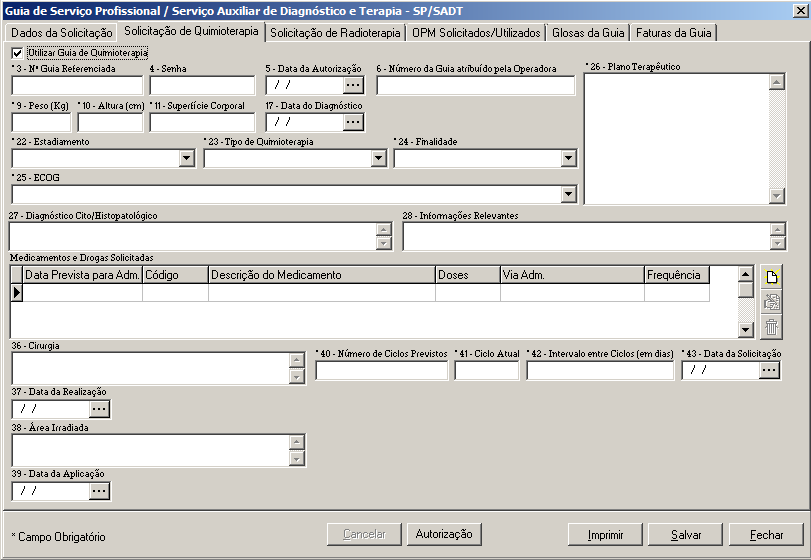 Guia de Serviço Profissional / Serviço Auxiliar de Diagnóstico e Terapia - SP/SADT
Dados da Solicitação Solicitação de Quimioterapia Solicitação de Radioterapia OPM Solicitados/Utilizados Glosas da Guia Faturas da Guia
Utilizar Guia de Quimioterapia
* 3 - Nº Guia Referenciada 4 - Senha 5 - Data da Autorização 6 - Número da Guia atribuído pela Operadora * 26 - Plano Terapêutico
/ / ...
* 9 - Peso (Kg) * 10 - Altura (cm) * 11 - Superfície Corporal 17 - Data do Diagnóstico
/ / ...
* 22 - Estadiamento * 23 - Tipo de Quimioterapia * 24 - Finalidade
* 25 - ECOG
27 - Diagnóstico Cito/Histopatológico 28 - Informações Relevantes
Medicamentos e Drogas Solicitadas
Data Prevista para Adm. Código Descrição do Medicamento Doses Via Adm. Frequência
36 - Cirurgia * 40 - Número de Ciclos Previstos * 41 - Ciclo Atual * 42 - Intervalo entre Ciclos (em dias) * 43 - Data da Solicitação
/ / ...
37 - Data da Realização
/ / ...
38 - Área Irradiada
39 - Data da Aplicação
/ / ...
* Campo Obrigatório Cancelar Autorização Imprimir Salvar Fechar